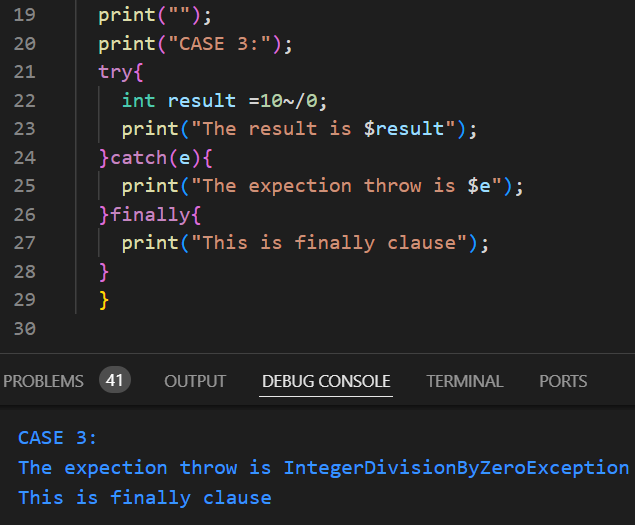 19 print("");
20 print("CASE 3:");
21 try{
22 int result =10~/0;
23 print("The result is $result");
24 }catch(e){
25 print("The expection throw is $e");
26 }finally{
27 print("This is finally clause");
28 }
29 }
30
PROBLEMS 41 OUTPUT DEBUG CONSOLE TERMINAL PORTS
CASE 3:
The expection throw is IntegerDivisionByZeroException
This is finally clause